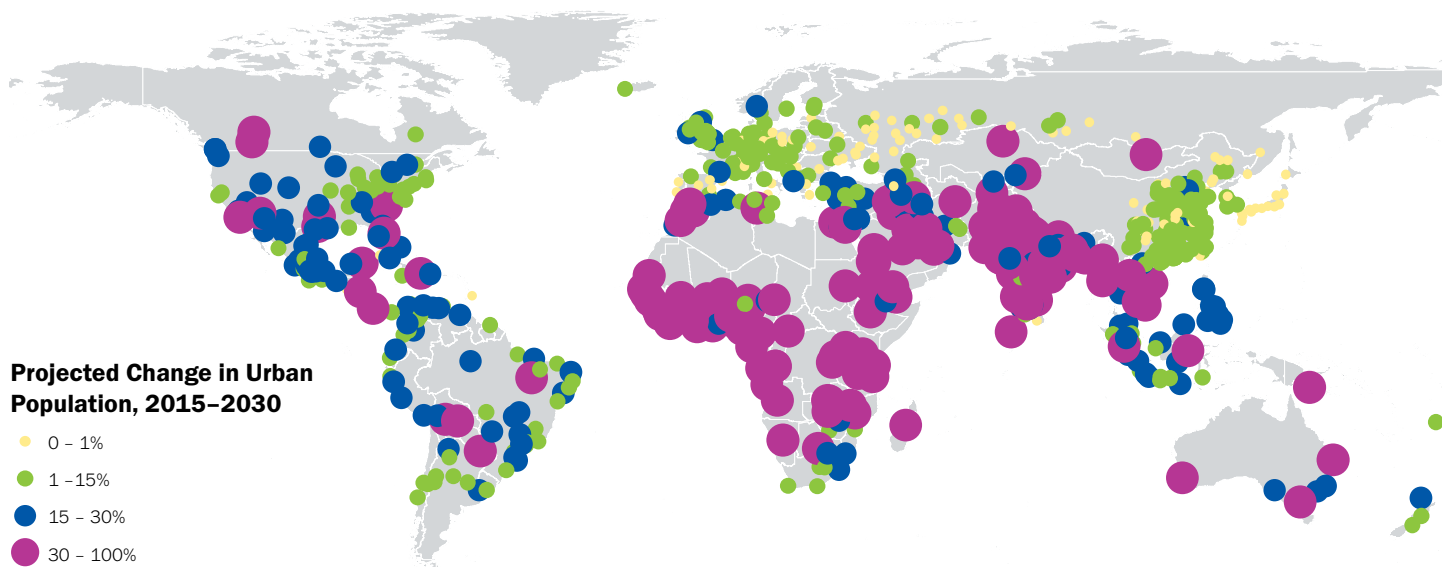 Projected Change in Urban
Population, 2015–2030
0 – 1%
1 –15%
15 – 30%
30 – 100%